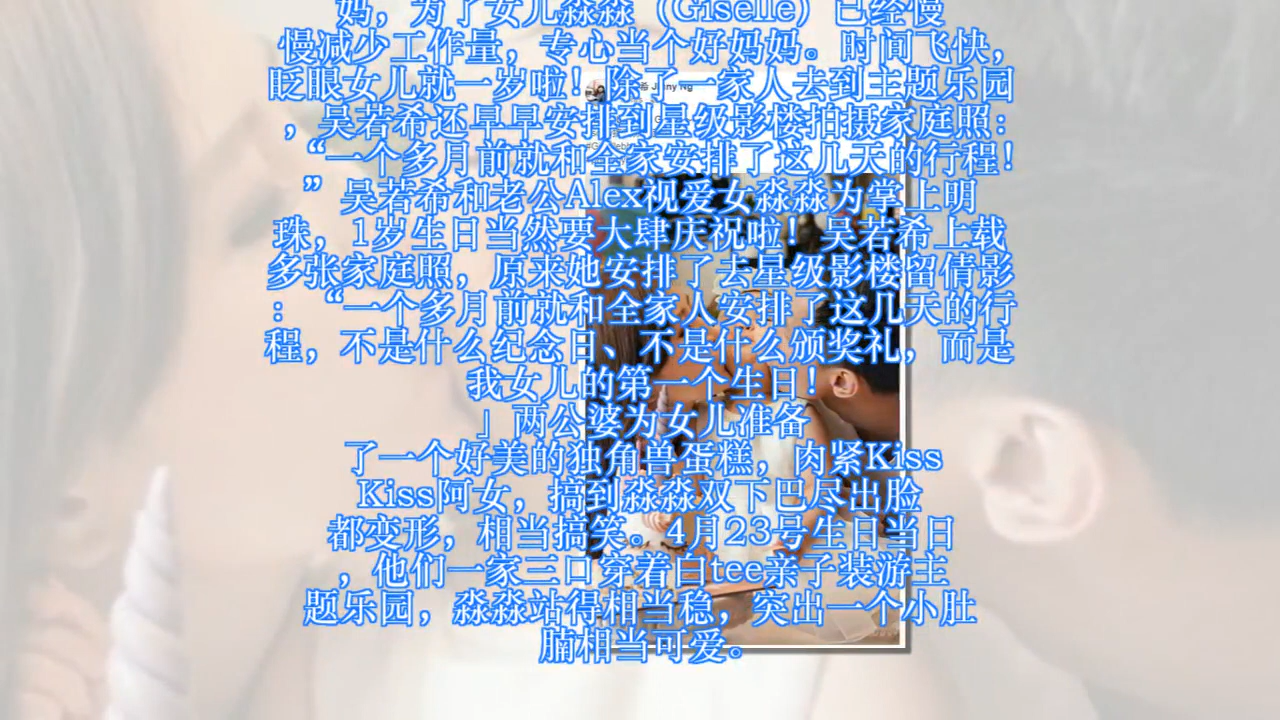 妈，为了女儿淼淼（Giselle）已经慢
慢减少工作量，专心当个好妈妈。时间飞快，
眨眼女儿就一岁啦！除了一家人去到主题乐园
，吴若希还早早安排到星级影楼拍摄家庭照：
“一个多月前就和全家安排了这几天的行程！
”吴若希和老公Alex视爱女淼淼为掌上明
珠，1岁生日当然要大肆庆祝啦！吴若希上载
多张家庭照，原来她安排了去星级影楼留倩影
：“一个多月前就和全家人安排了这几天的行
程，不是什么纪念日、不是什么颁奖礼，而是
我女儿的第一个生日！
」两公婆为女儿准备
了一个好美的独角兽蛋糕，肉紧Kiss
Kiss阿女，搞到淼淼双下巴尽出脸
都变形，相当搞笑。4月23号生日当日
，他们一家三口穿着白tee亲子装游主
题乐园，淼淼站得相当稳，突出一个小肚
腩相当可爱。